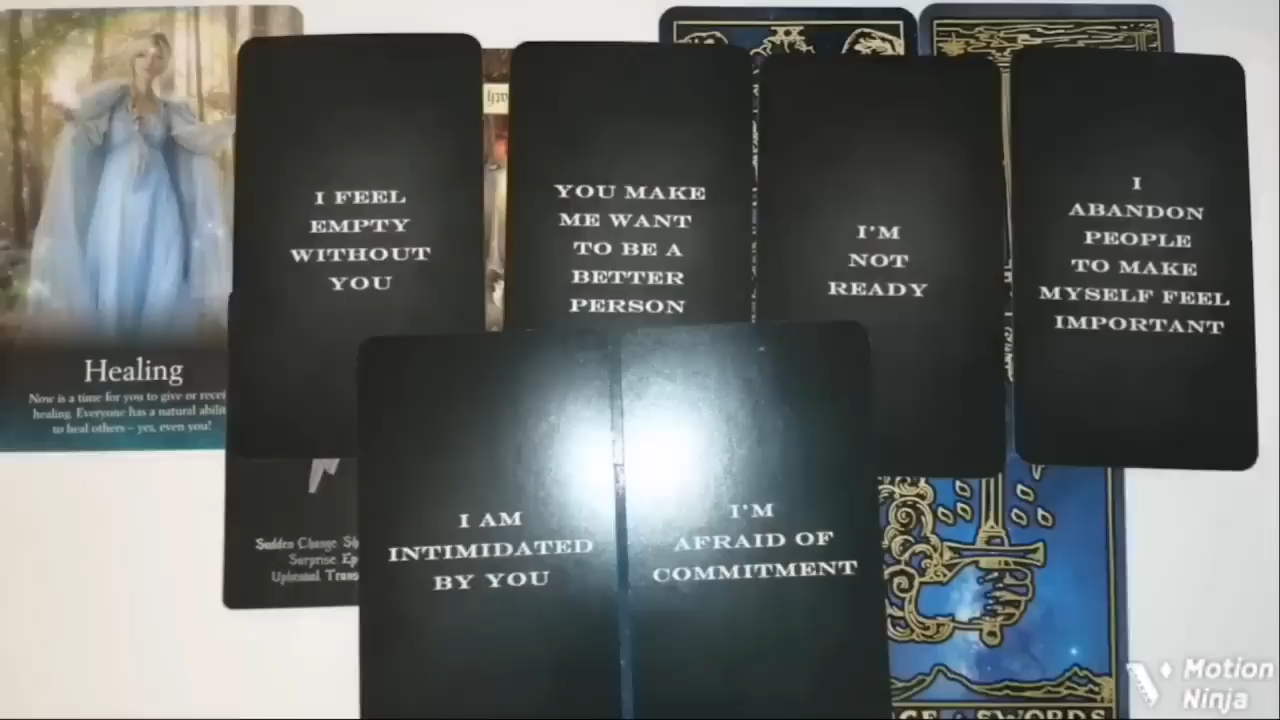 Healing
Now is a time for you to give or
healing. Everyone has a natural
to heal others – yes, even you!
I FEEL
EMPTY
WITHOUT
YOU
YOU MAKE
ME WANT
TO BE A
BETTER
PERSON
I'M
NOT
READY
I
ABANDON
PEOPLE
TO MAKE
MYSELF FEEL
IMPORTANT
IX
Sudden Change
Surprise
Upheaval
I AM
INTIMIDATED
BY YOU
I'M
AFRAID OF
COMMITMENT
SWORDS
Motion
Ninja